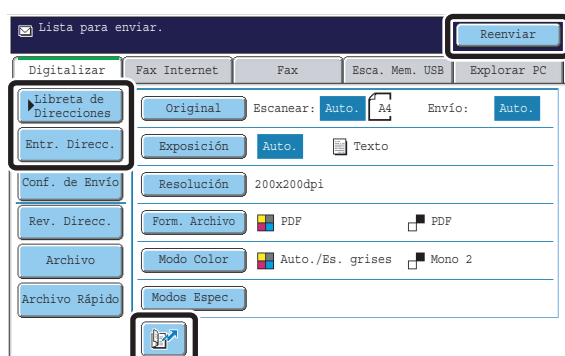 Lista para enviar.
Reenviar
Digitalizar Fax Internet Fax Esca. Mem. USB Explorar PC
Libreta de
Direcciones
Original Escanear: Auto. A4 Envío: Auto.
Entr. Direcc.
Exposición Auto. Texto
Conf. de Envío
Resolución 200x200dpi
Rev. Direcc.
Form. Archivo PDF PDF
Archivo
Modo Color Auto./Es. grises Mono 2
Archivo Rápido
Modos Espec.